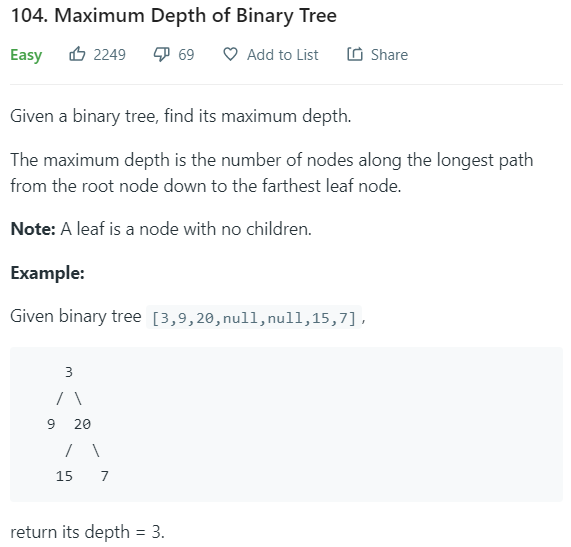 104. Maximum Depth of Binary Tree
Easy 2249 69 Add to List Share
Given a binary tree, find its maximum depth.
The maximum depth is the number of nodes along the longest path
from the root node down to the farthest leaf node.
Note: A leaf is a node with no children.
Example:
Given binary tree [3,9,20,null,null,15,7],
3
/ \
9 20
/ \
15 7
return its depth = 3.